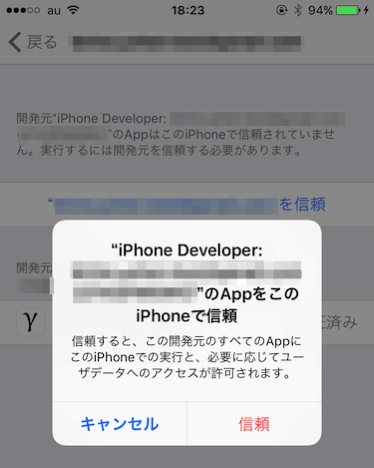 au 18:23 94%
戻る
開発元“iPhone Developer:
”のAppはこのiPhoneで信頼されていませ
ん。実行するには開発元を信頼する必要があります。
“ を信頼
開発元
“iPhone Developer:
”のAppをこの
iPhoneで信頼
信頼すると、この開発元のすべてのAppに
このiPhoneでの実行と、必要に応じてユー
ザデータへのアクセスが許可されます。
γ 済み
キャンセル 信頼